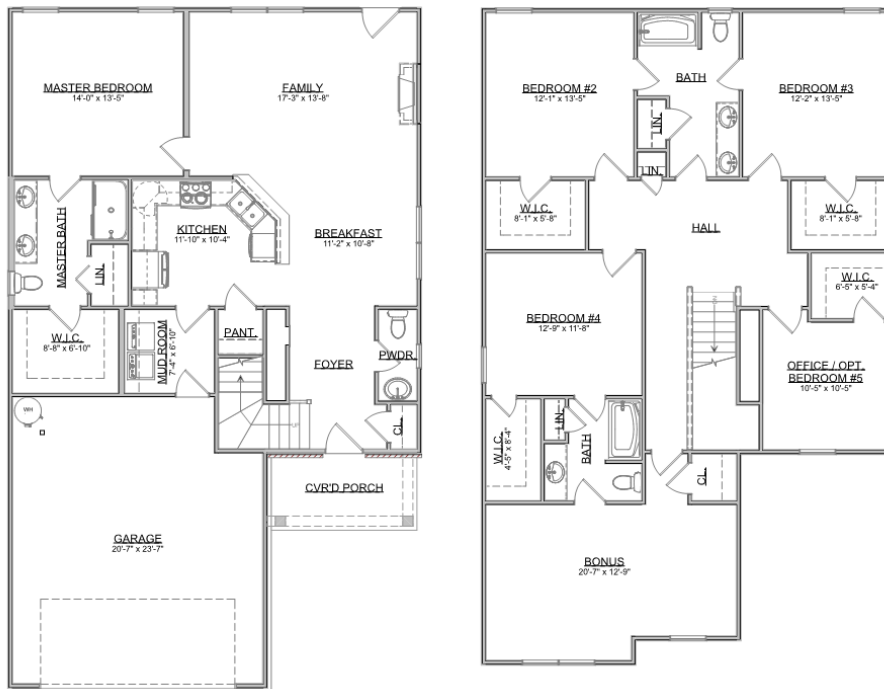 MASTER BEDROOM
14'-0" x 13'-5"
FAMILY
17'-3" x 13'-8"
KITCHEN
11'-10" x 10'-4"
BREAKFAST
11'-2" x 10'-8"
MASTER BATH
LIN.
W.I.C.
8'-8" x 6'-10"
MUD ROOM
7'-4" x 6'-10"
PANT.
FOYER
PWDR.
CL.
WH
CVR'D PORCH
GARAGE
20'-7" x 23'-7"
BEDROOM #2
12'-1" x 13'-5"
BATH
BEDROOM #3
12'-2" x 13'-5"
LIN.
LIN.
W.I.C.
8'-1" x 5'-8"
HALL
W.I.C.
8'-1" x 5'-8"
W.I.C.
6'-5" x 5'-4"
BEDROOM #4
12'-9" x 11'-8"
OFFICE / OPT.
BEDROOM #5
10'-5" x 10'-5"
W.I.C.
4'-5" x 8'-4"
LIN.
BATH
CL.
BONUS
20'-7" x 12'-9"